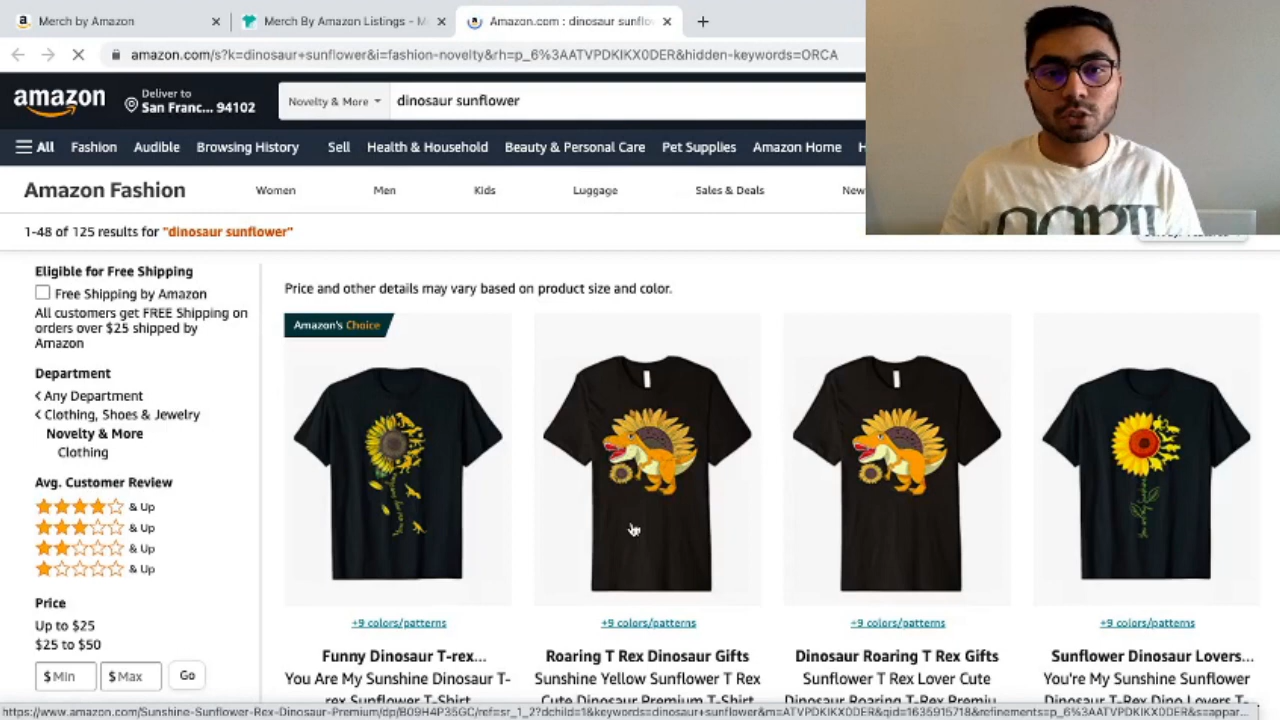 Merch by Amazon
Merch By Amazon Listings - M
Amazon.com : dinosaur sunflo
amazon.com/s?k=dinosaur+sunflower&i=fashion-novelty&rh=p_6%3AATVPDKIKX0DER&hidden-keywords=ORCA
amazon
Deliver to
San Franc... 94102
Novelty & More
dinosaur sunflower
All Fashion Audible Browsing History Sell Health & Household Beauty & Personal Care Pet Supplies Amazon Home H
Amazon Fashion Women Men Kids Luggage Sales & Deals New
1-48 of 125 results for "dinosaur sunflower"
Eligible for Free Shipping
Free Shipping by Amazon
All customers get FREE Shipping on
orders over $25 shipped by
Amazon
Department
Any Department
Clothing, Shoes & Jewelry
Novelty & More
Clothing
Avg. Customer Review
& Up
& Up
& Up
& Up
Price
Up to $25
$25 to $50
$ Min $ Max Go
Price and other details may vary based on product size and color.
Amazon's Choice
+9 colors/patterns
Funny Dinosaur T-rex...
You Are My Sunshine Dinosaur T-
rex Sunflower T-Shirt
+9 colors/patterns
Roaring T Rex Dinosaur Gifts
Sunshine Yellow Sunflower T Rex
Cute Dinosaur Premium T-Shirt
+9 colors/patterns
Dinosaur Roaring T Rex Gifts
Sunflower T Rex Lover Cute
Dinosaur Roaring T-Rex Premiu
+9 colors/patterns
Sunflower Dinosaur Lovers...
You're My Sunshine Sunflower
Dinosaur T-Rex Dino Lovers T-
https://www.amazon.com/Sunshine-Sunflower-Rex-Dinosaur-Premium/dp/B09H4P35GC/ref=sr_1_2?dchild=1&keywords=dinosaur+sunflower&m=ATVPDKIKX0DER&qid=1635915718&refinements=p_6%3AATVPDKIKX0DER&s=appar...